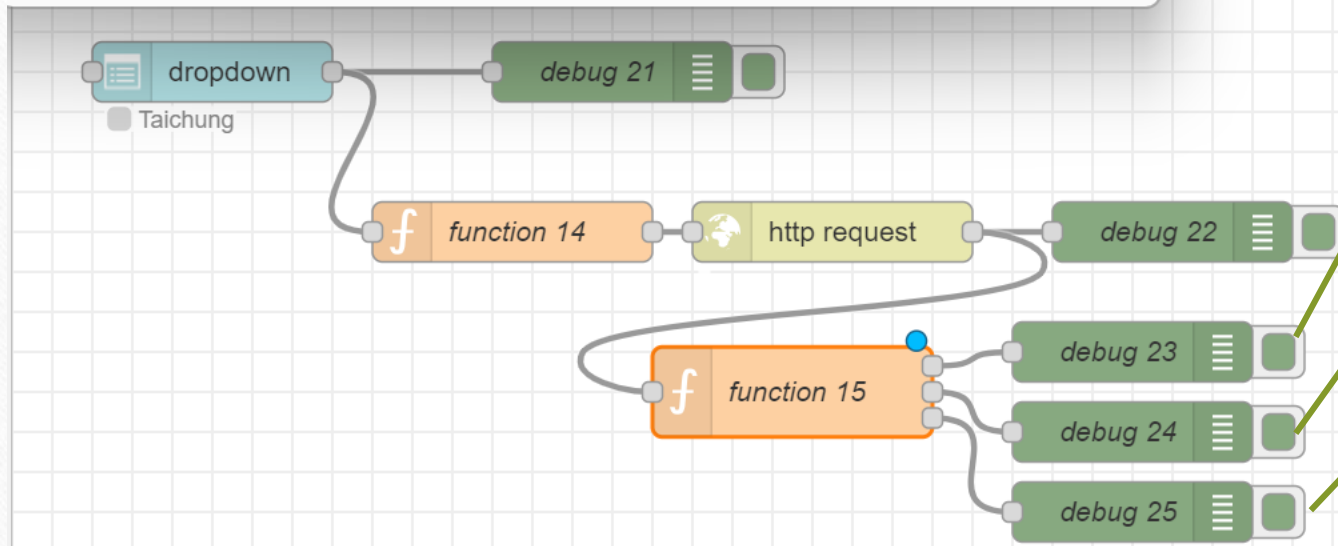 dropdown
debug 21
Taichung
function 14
http request
debug 22
debug 23
function 15
debug 24
debug 25